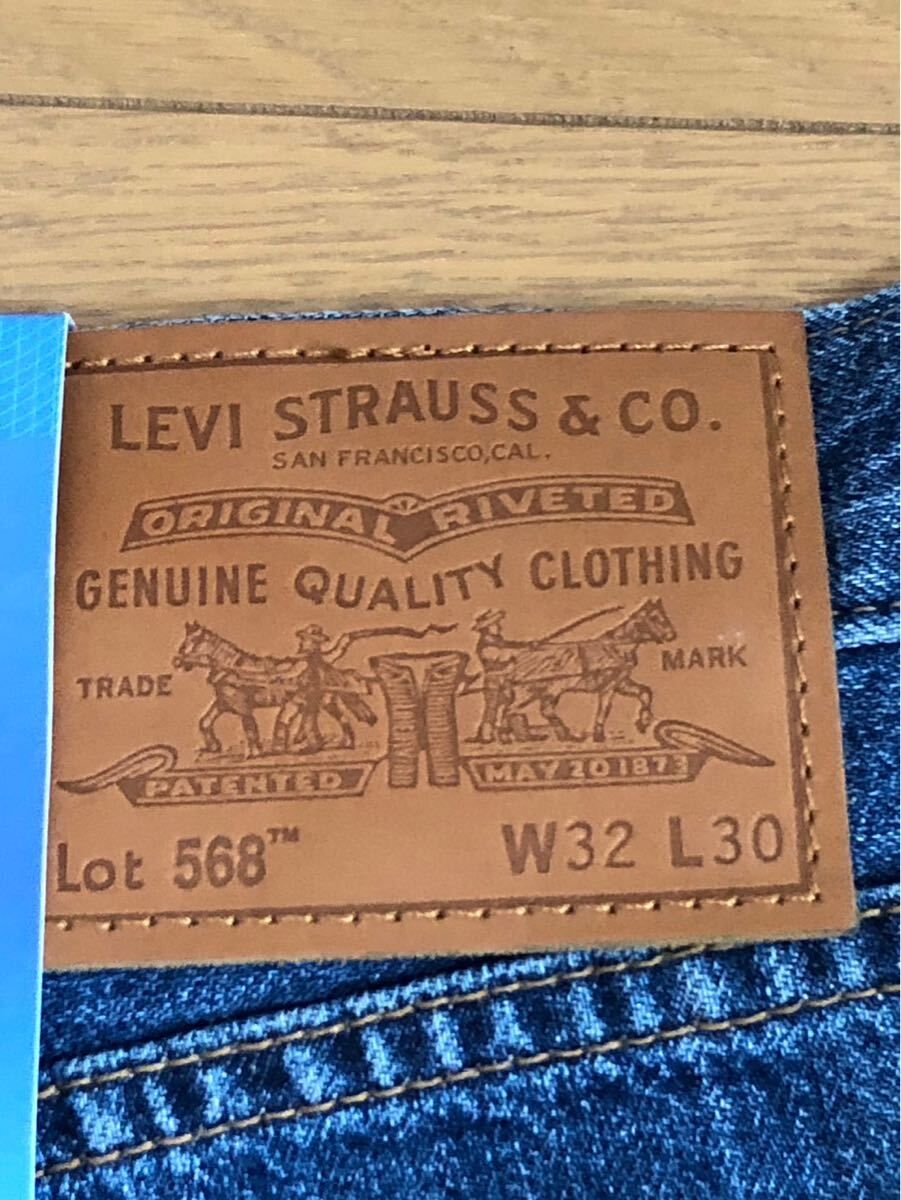 LEVI STRAUSS & CO.
SAN FRANCISCO, CAL.
ORIGINAL RIVETED
GENUINE QUALITY CLOTHING
TRADE MARK
PATENTED MAY 20 1873
Lot 568™ W32 L30